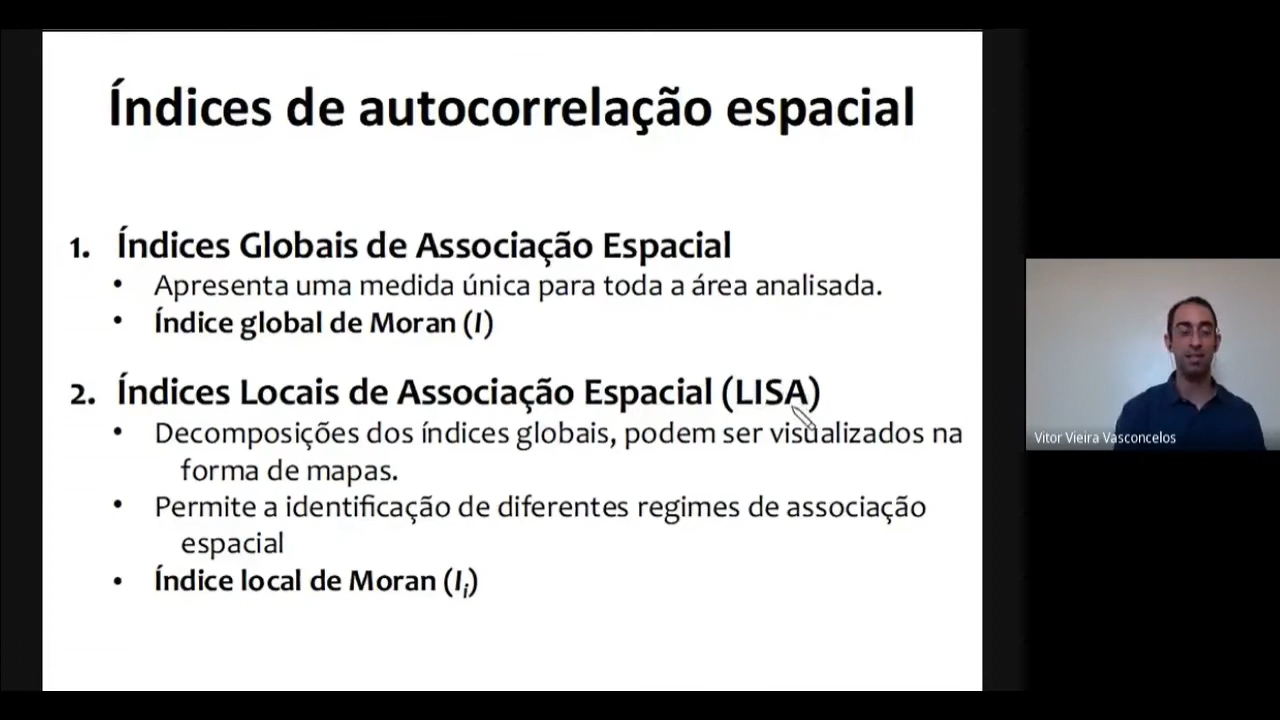 Índices de autocorrelação espacial
1. Índices Globais de Associação Espacial
• Apresenta uma medida única para toda a área analisada.
• Índice global de Moran (I)
2. Índices Locais de Associação Espacial (LISA)
• Decomposições dos índices globais, podem ser visualizados na
forma de mapas.
• Permite a identificação de diferentes regimes de associação
espacial
• Índice local de Moran (Ii)
Vitor Vieira Vasconcelos